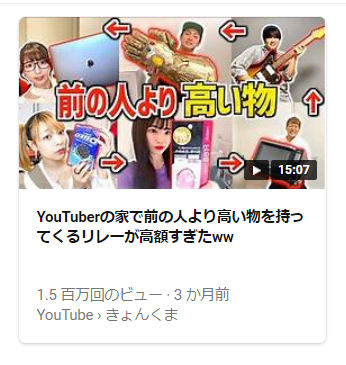 前の人より高い物
15:07
YouTuberの家で前の人より高い物を持っ
てくるリレーが高額すぎたww
1.5 百万回のビュー · 3 か月前
YouTube › きょんくま